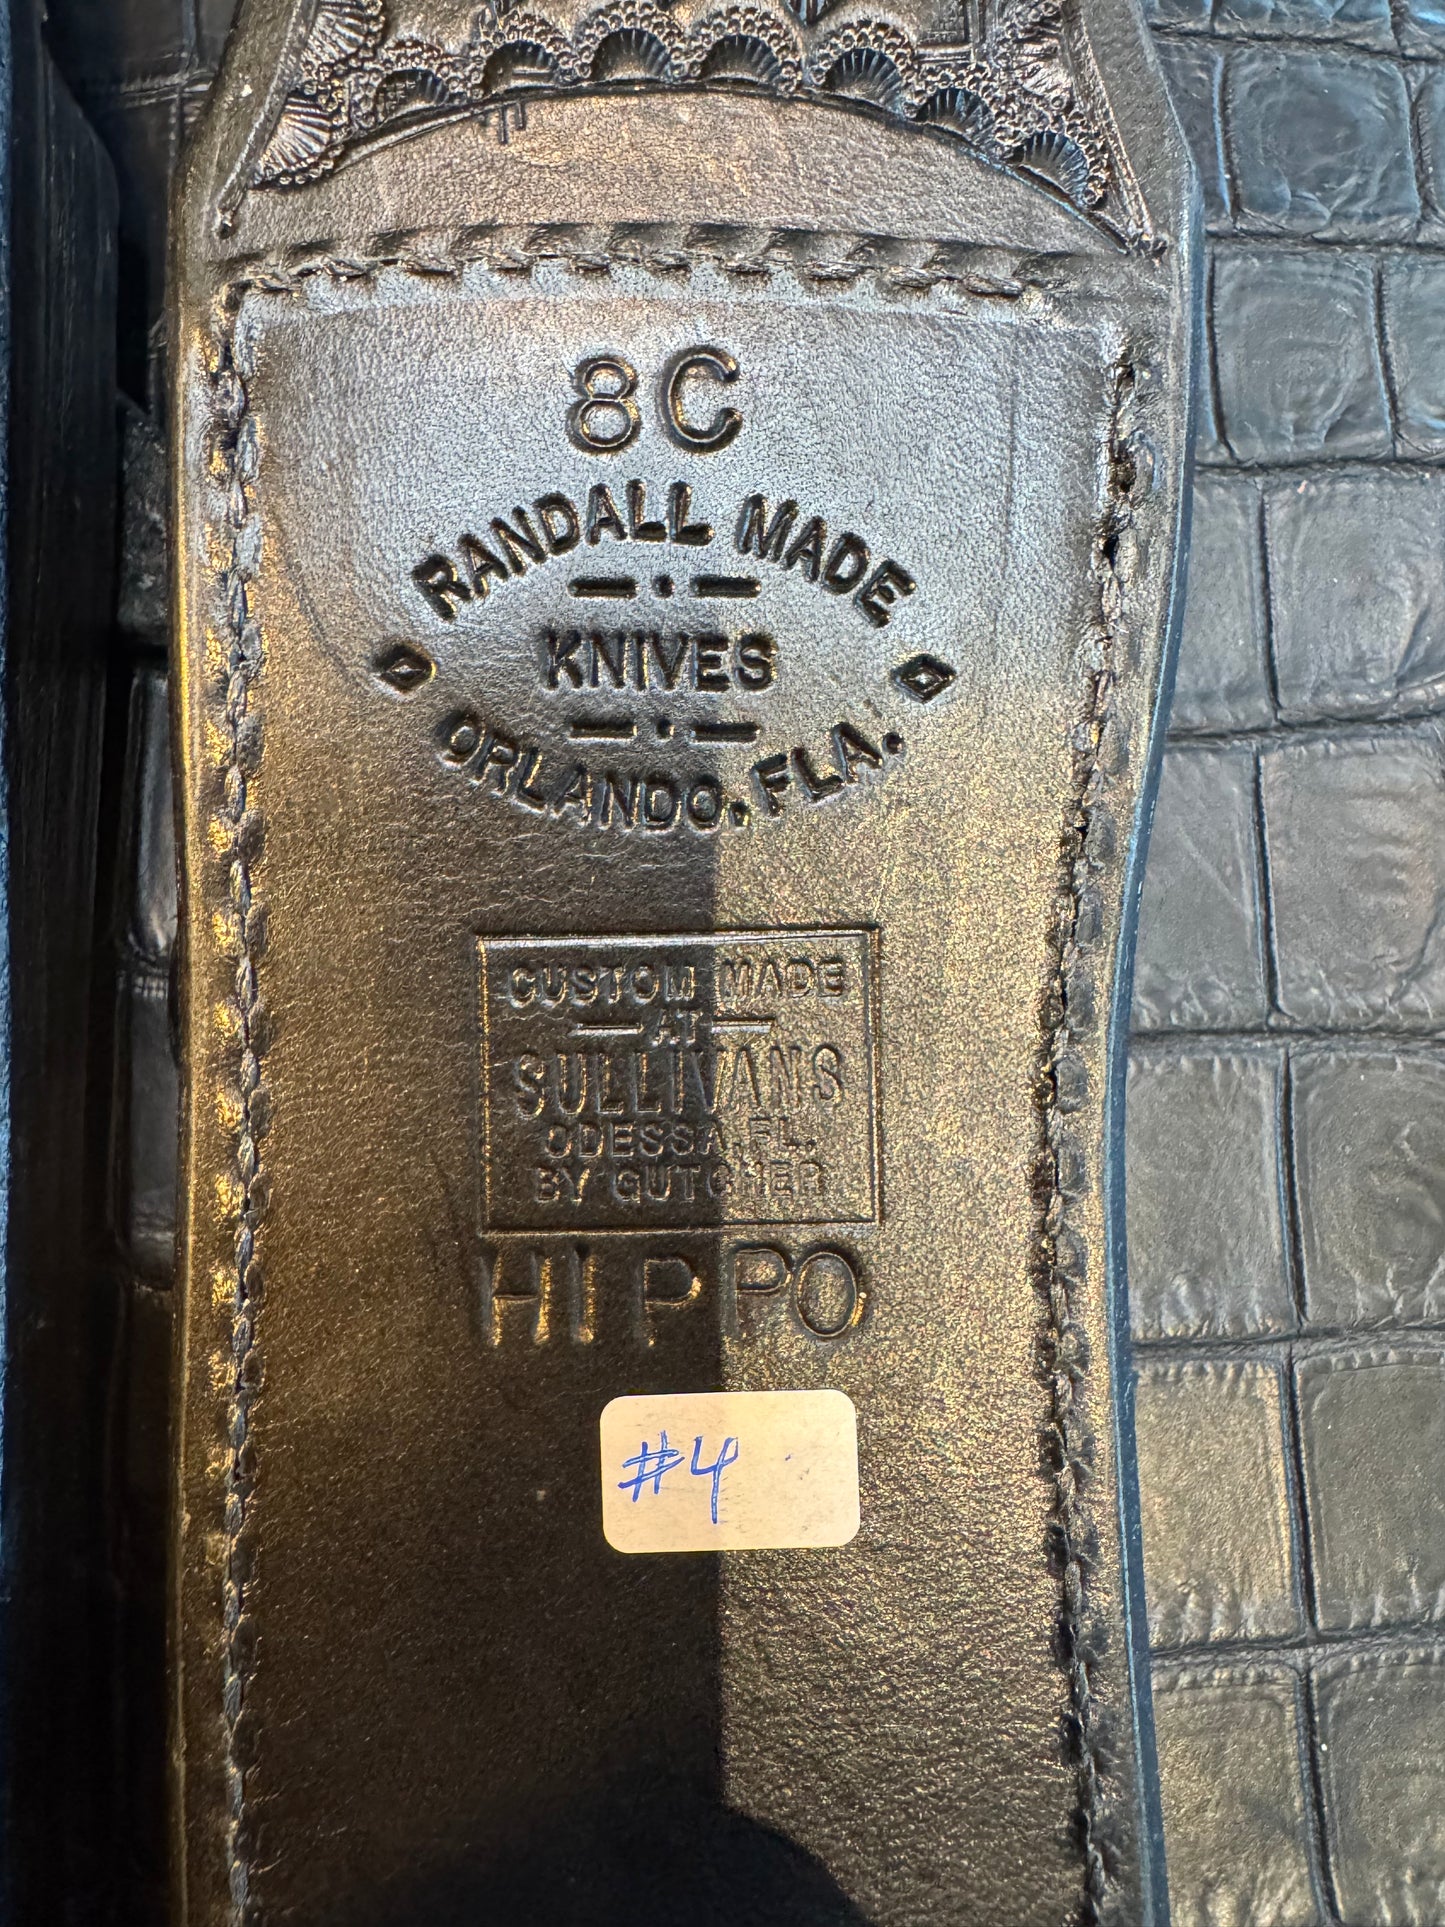 8C
RANDALL MADE
KNIVES
ORLANDO, FLA.
CUSTOM MADE
AT
SULLIVANS
ODESSA, FL.
BY GUTCHER
HIPPO
#4